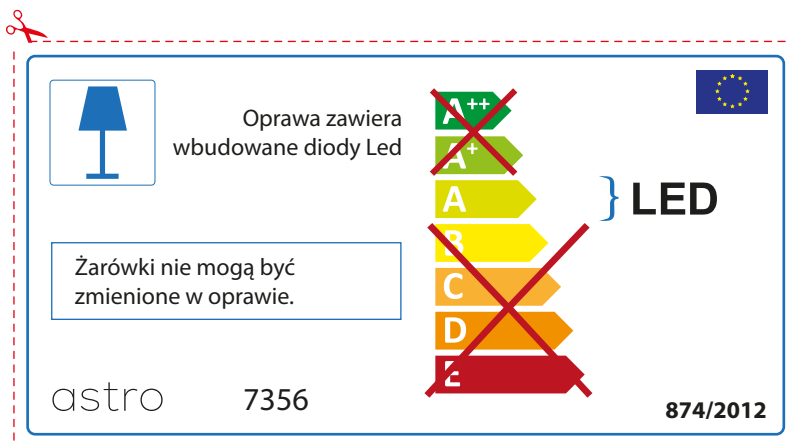 Oprawa zawiera
wbudowane diody Led
A++
A+
A
B
C
D
E
LED
Żarówki nie mogą być
zmienione w oprawie.
astro
7356
874/2012